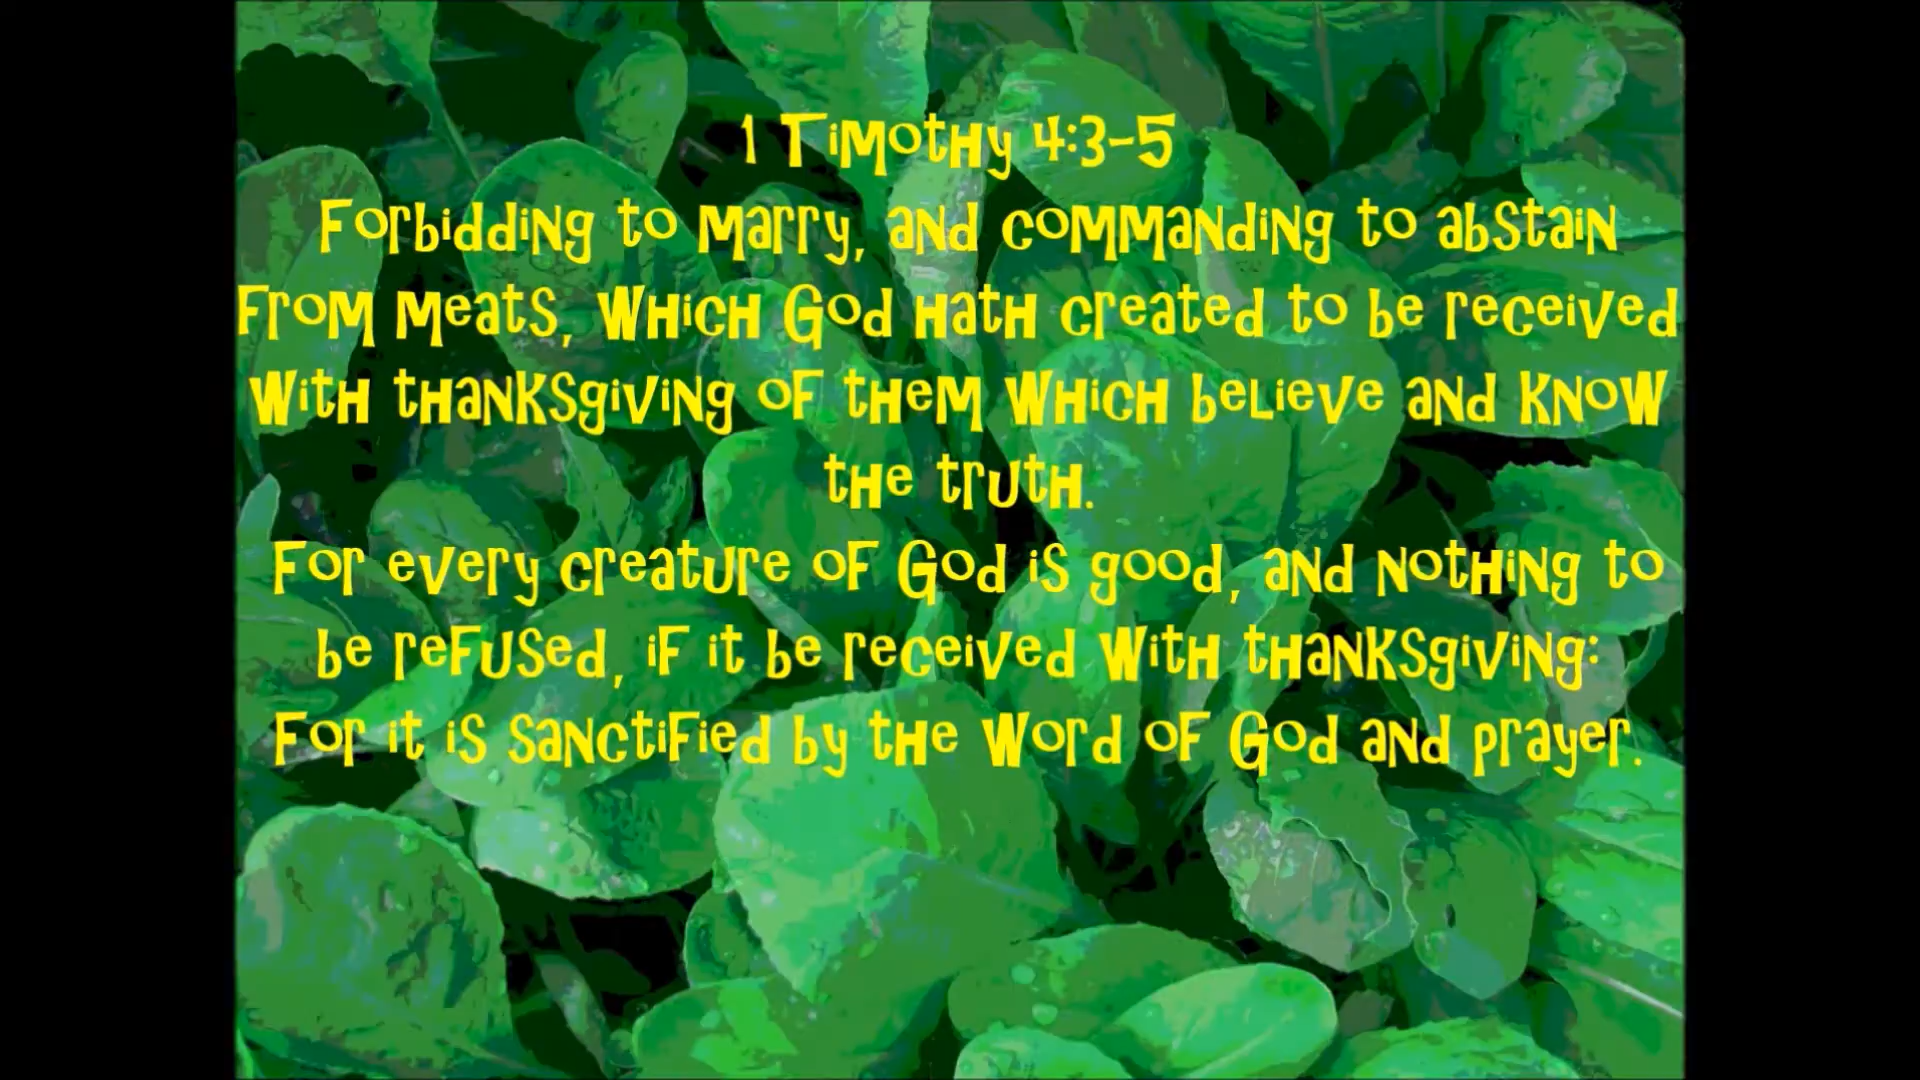 1 Timothy 4:3-5
Forbidding to marry, and commanding to abstain
from meats, which God hath created to be received
with thanksgiving of them which believe and know
the truth.
For every creature of God is good, and nothing to
be refused, if it be received with thanksgiving:
For it is sanctified by the word of God and prayer.